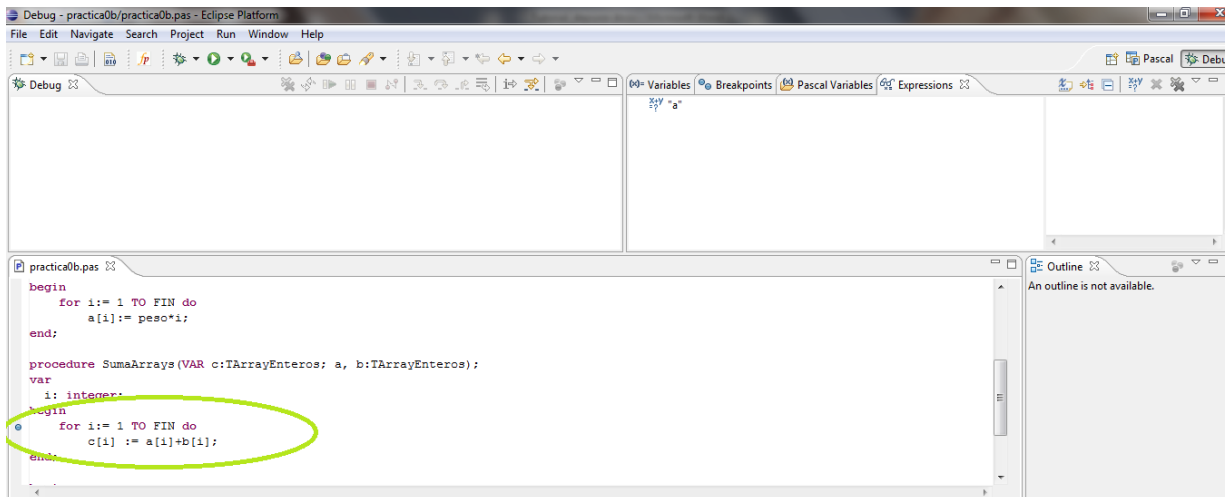 Debug - practica0b/practica0b.pas - Eclipse Platform
File Edit Navigate Search Project Run Window Help
Pascal Debu
Debug
Variables Breakpoints Pascal Variables Expressions
"a"
practica0b.pas
Outline
An outline is not available.
begin
for i:= 1 TO FIN do
a[i]:= peso*i;
end;
procedure SumaArrays(VAR c:TArrayEnteros; a, b:TArrayEnteros);
var
i: integer;
begin
for i:= 1 TO FIN do
c[i] := a[i]+b[i];
end;